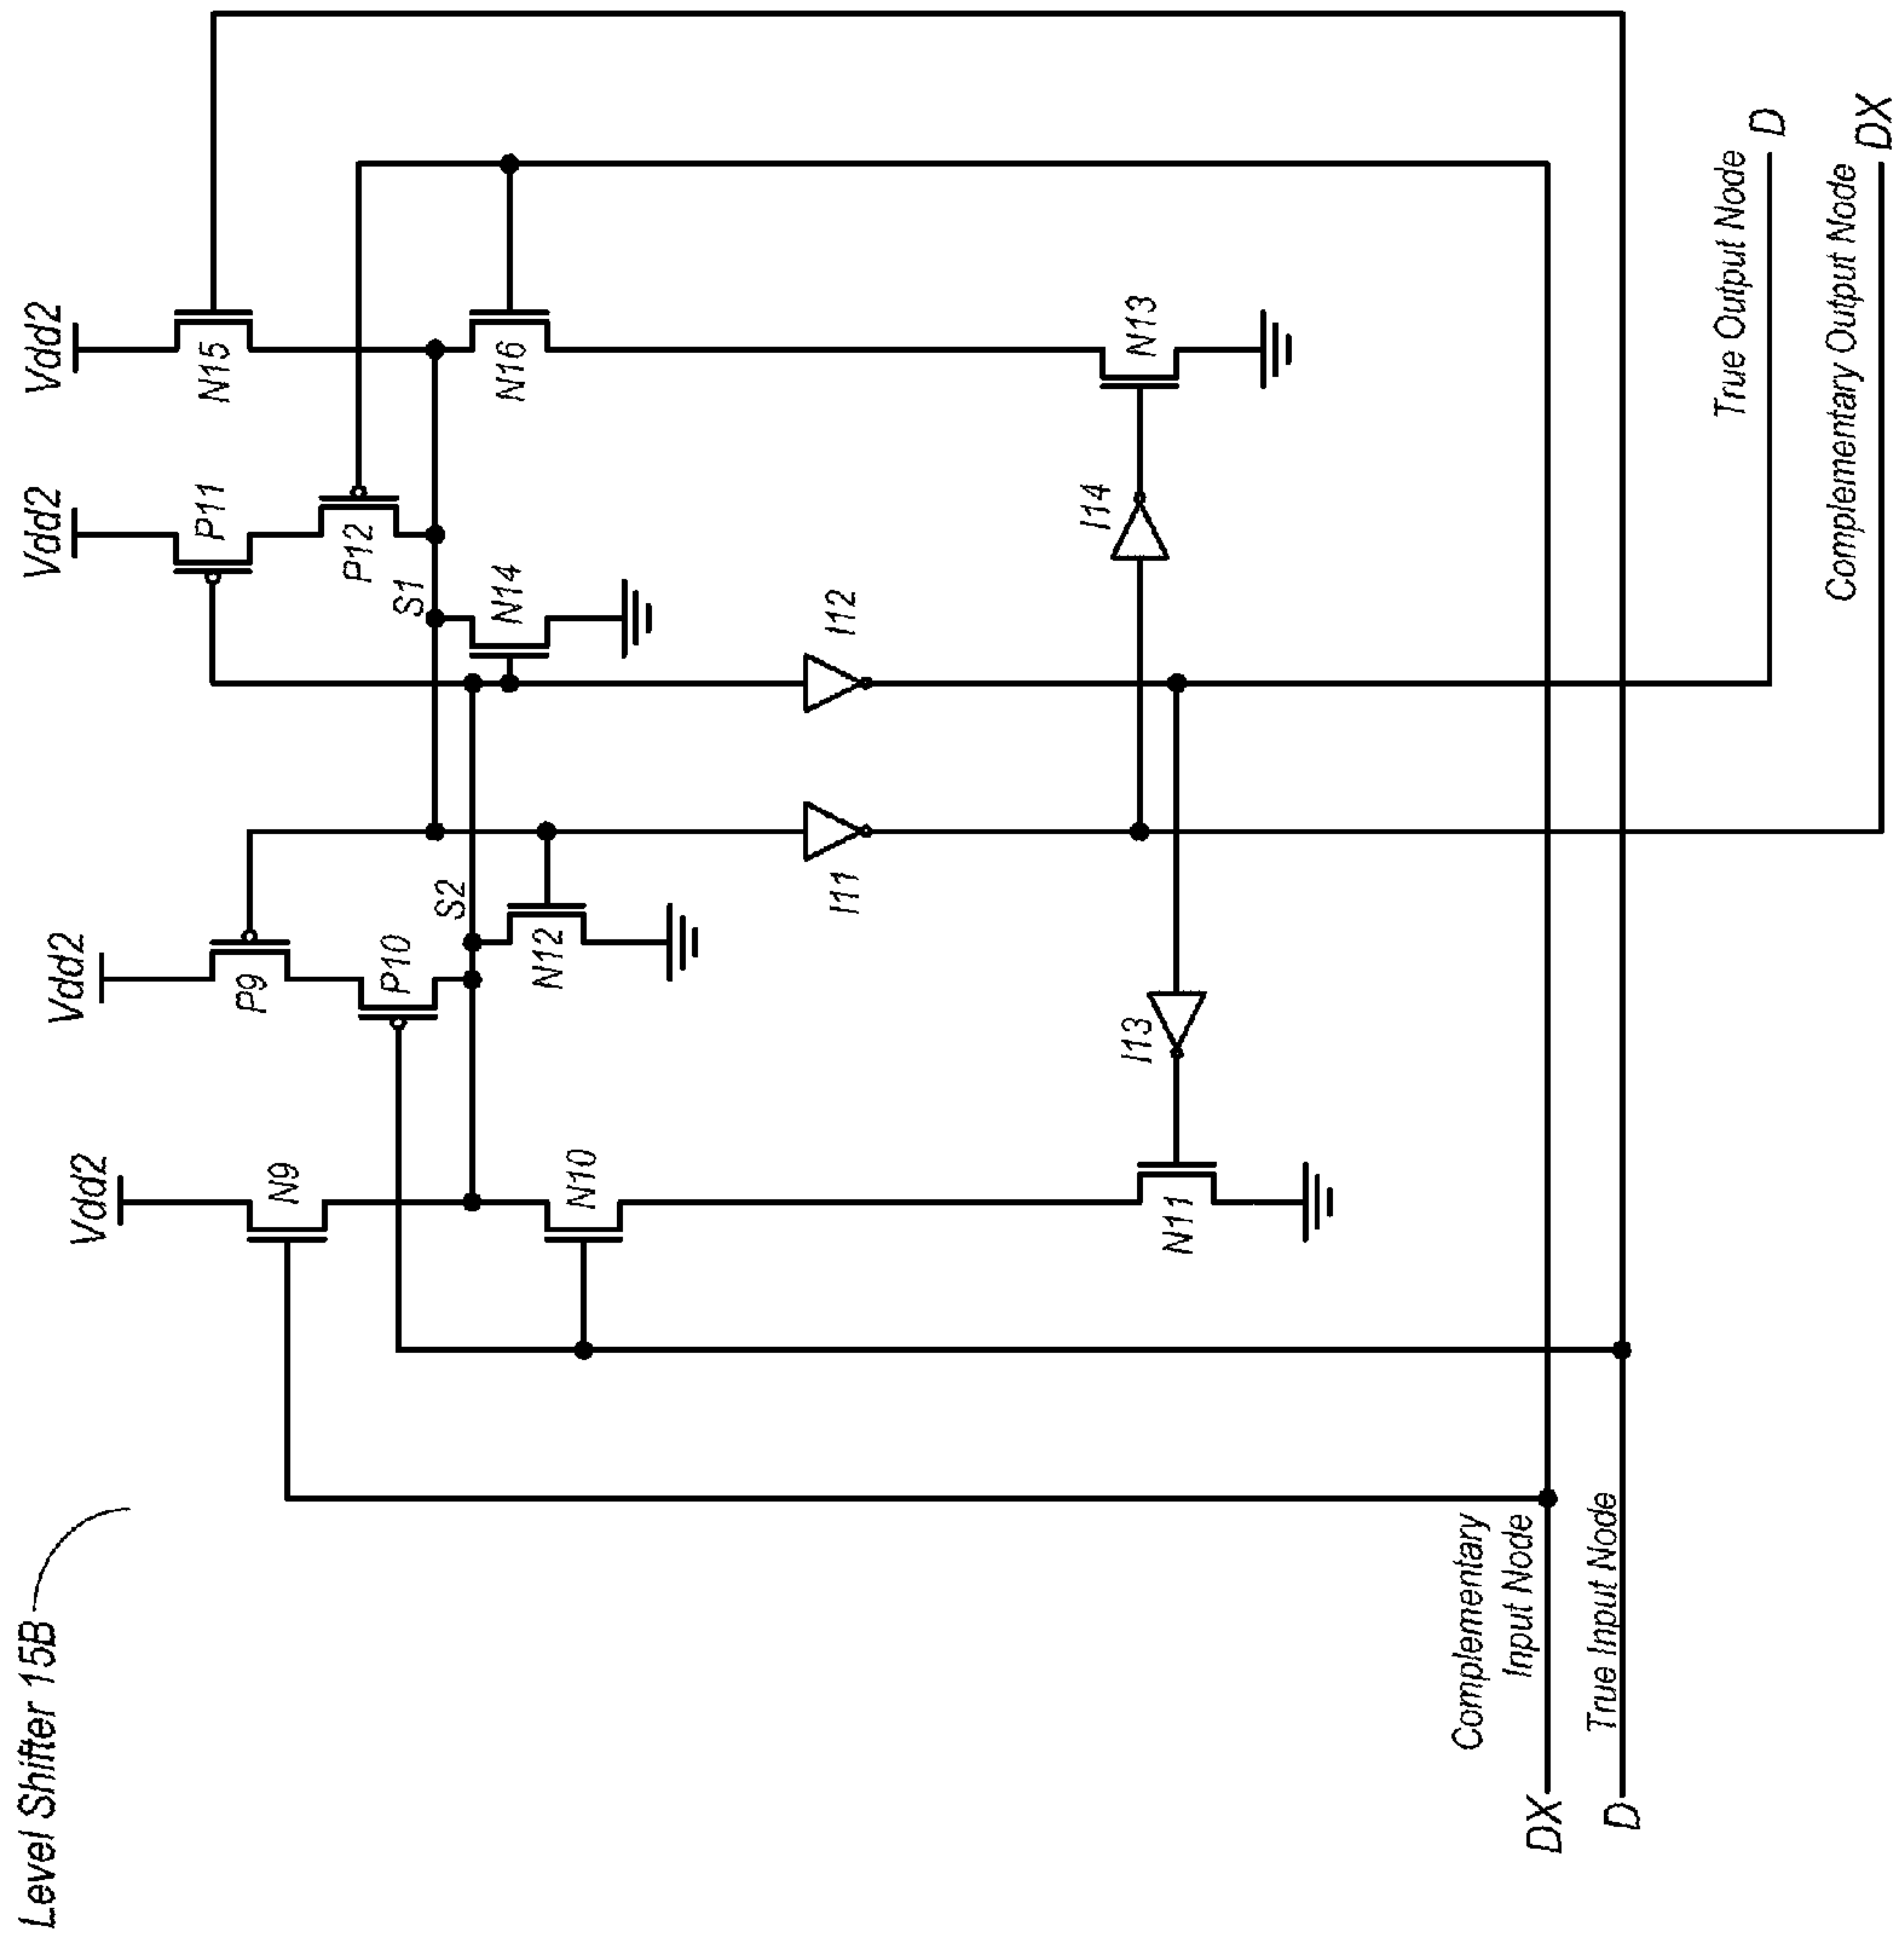 Level Shifter 15B
Vdd2
Vdd2
Vdd2
Vdd2
N9
P9
P11
N15
P10
P12
S2
S1
N10
N12
N14
N16
I11
I12
N11
I13
I14
N13
Complementary
Input Node
DX
True Input Node
D
True Output Node
D
Complementary Output Node
DX